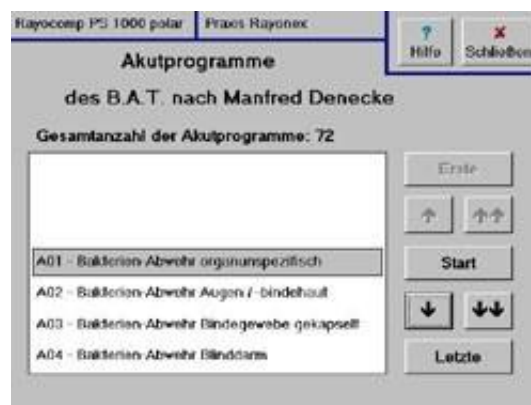 Rayocomp PS 1000 polar
Praxis Rayonex
? Hilfe
X Schließen
Akutprogramme
des B.A.T. nach Manfred Denecke
Gesamtanzahl der Akutprogramme: 72
Erste
A01 - Bakterien-Abwehr organunspezifisch
Start
A02 - Bakterien-Abwehr Augen / -bindehaut
A03 - Bakterien-Abwehr Bindegewebe gekapselt
A04 - Bakterien-Abwehr Blinddarm
Letzte